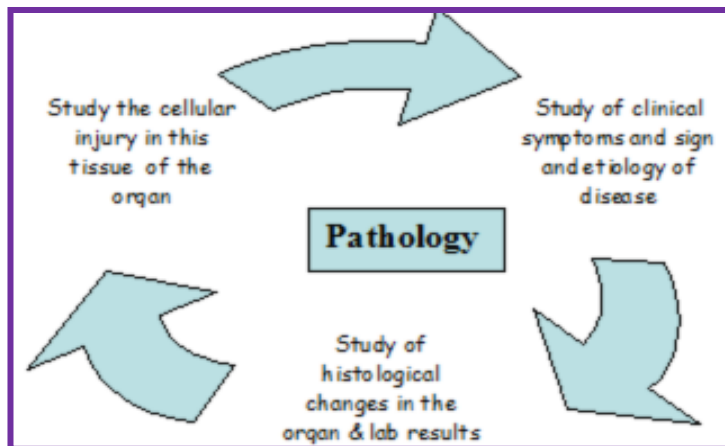 Study the cellular
injury in this
tissue of the
organ
Study of clinical
symptoms and sign
and etiology of
disease
Pathology
Study of
histological
changes in the
organ & lab results